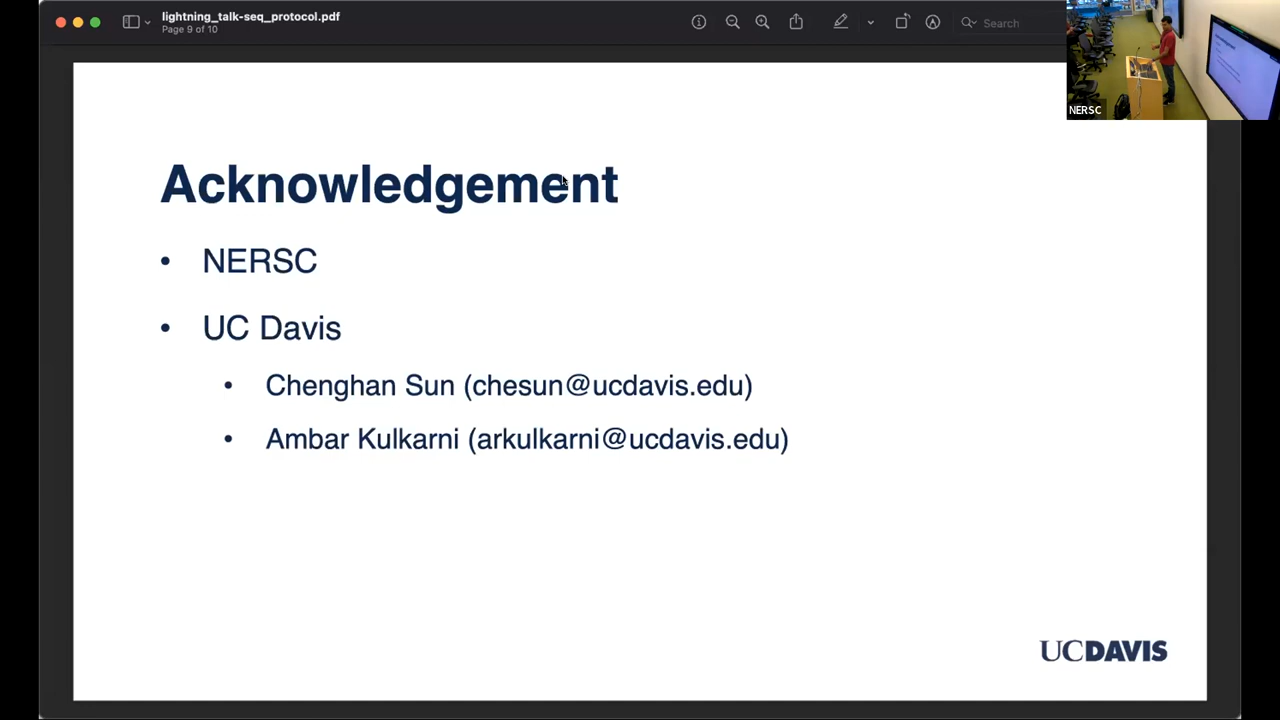 lightning_talk-seq_protocol.pdf
Page 9 of 10
Search
NERSC
Acknowledgement
• NERSC
• UC Davis
• Chenghan Sun (chesun@ucdavis.edu)
• Ambar Kulkarni (arkulkarni@ucdavis.edu)
UCDAVIS